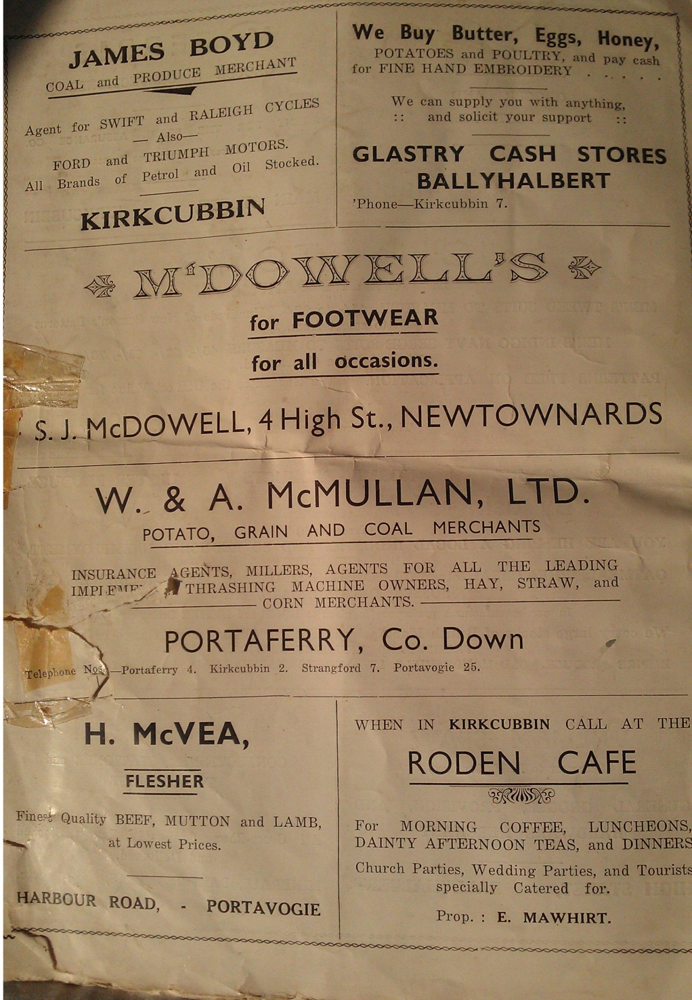 JAMES BOYD
COAL and PRODUCE MERCHANT
Agent for SWIFT and RALEIGH CYCLES
— Also—
FORD and TRIUMPH MOTORS.
All Brands of Petrol and Oil Stocked.
KIRKCUBBIN
We Buy Butter, Eggs, Honey,
POTATOES and POULTRY, and pay cash
for FINE HAND EMBROIDERY . . . . .
We can supply you with anything,
:: and solicit your support ::
GLASTRY CASH STORES
BALLYHALBERT
'Phone—Kirkcubbin 7.
M‘DOWELL'S
for FOOTWEAR
for all occasions.
S. J. McDOWELL, 4 High St., NEWTOWNARDS
W. & A. McMULLAN, LTD.
POTATO, GRAIN AND COAL MERCHANTS
INSURANCE AGENTS, MILLERS, AGENTS FOR ALL THE LEADING
THRASHING MACHINE OWNERS, HAY, STRAW, and
CORN MERCHANTS.
PORTAFERRY, Co. Down
Telephone Nos.—Portaferry 4. Kirkcubbin 2. Strangford 7. Portavogie 25.
H. McVEA,
FLESHER
Finest Quality BEEF, MUTTON and LAMB,
at Lowest Prices.
HARBOUR ROAD, - PORTAVOGIE
WHEN IN KIRKCUBBIN CALL AT THE
RODEN CAFE
For MORNING COFFEE, LUNCHEONS,
DAINTY AFTERNOON TEAS, and DINNERS
Church Parties, Wedding Parties, and Tourists
specially Catered for.
Prop. : E. MAWHIRT.